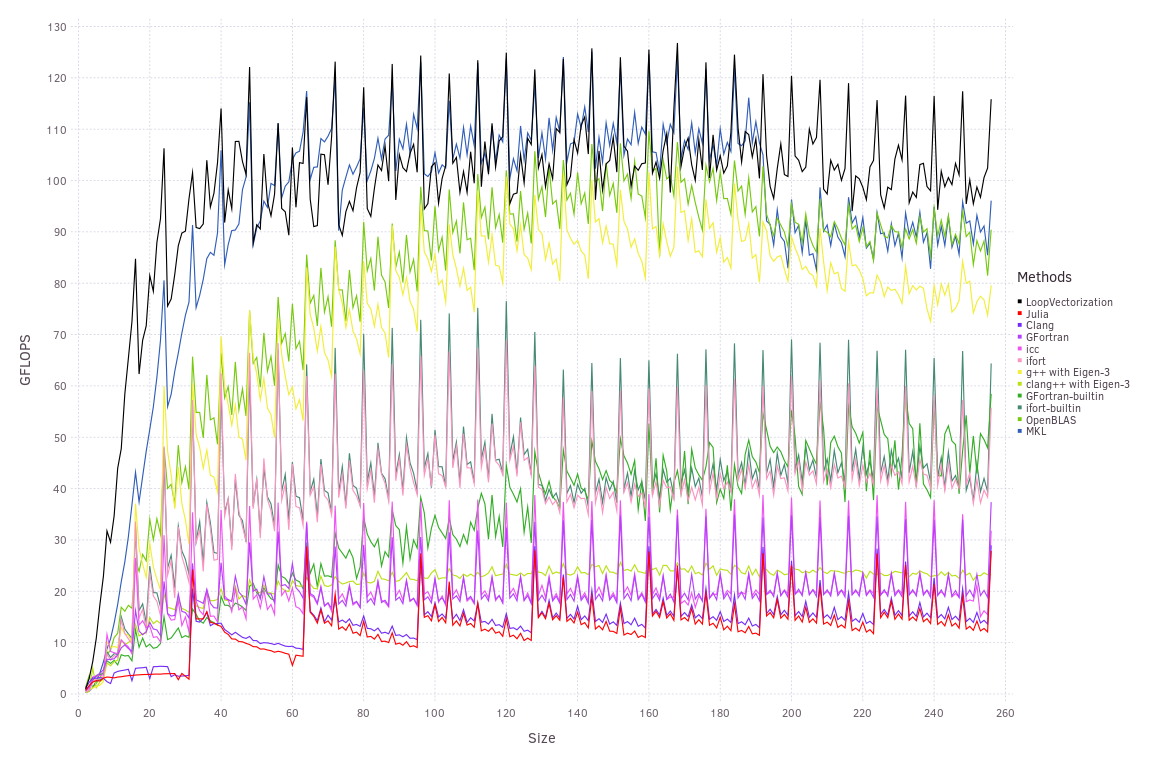 GFLOPS
130
120
110
100
90
80
70
60
50
40
30
20
10
0
0 20 40 60 80 100 120 140 160 180 200 220 240 260
Size
Methods
LoopVectorization
Julia
Clang
GFortran
icc
ifort
g++ with Eigen-3
clang++ with Eigen-3
GFortran-builtin
ifort-builtin
OpenBLAS
MKL